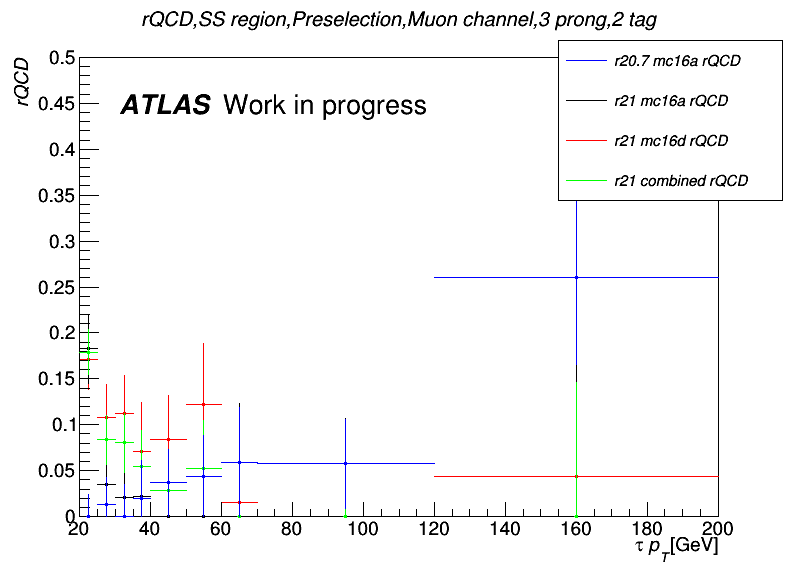 rQCD,SS region,Preselection,Muon channel,3 prong,2 tag
rQCD
0.5
0.45
0.4
0.35
0.3
0.25
0.2
0.15
0.1
0.05
0
ATLAS Work in progress
r20.7 mc16a rQCD
r21 mc16a rQCD
r21 mc16d rQCD
r21 combined rQCD
20 40 60 80 100 120 140 160 180 200
τ p_T[GeV]